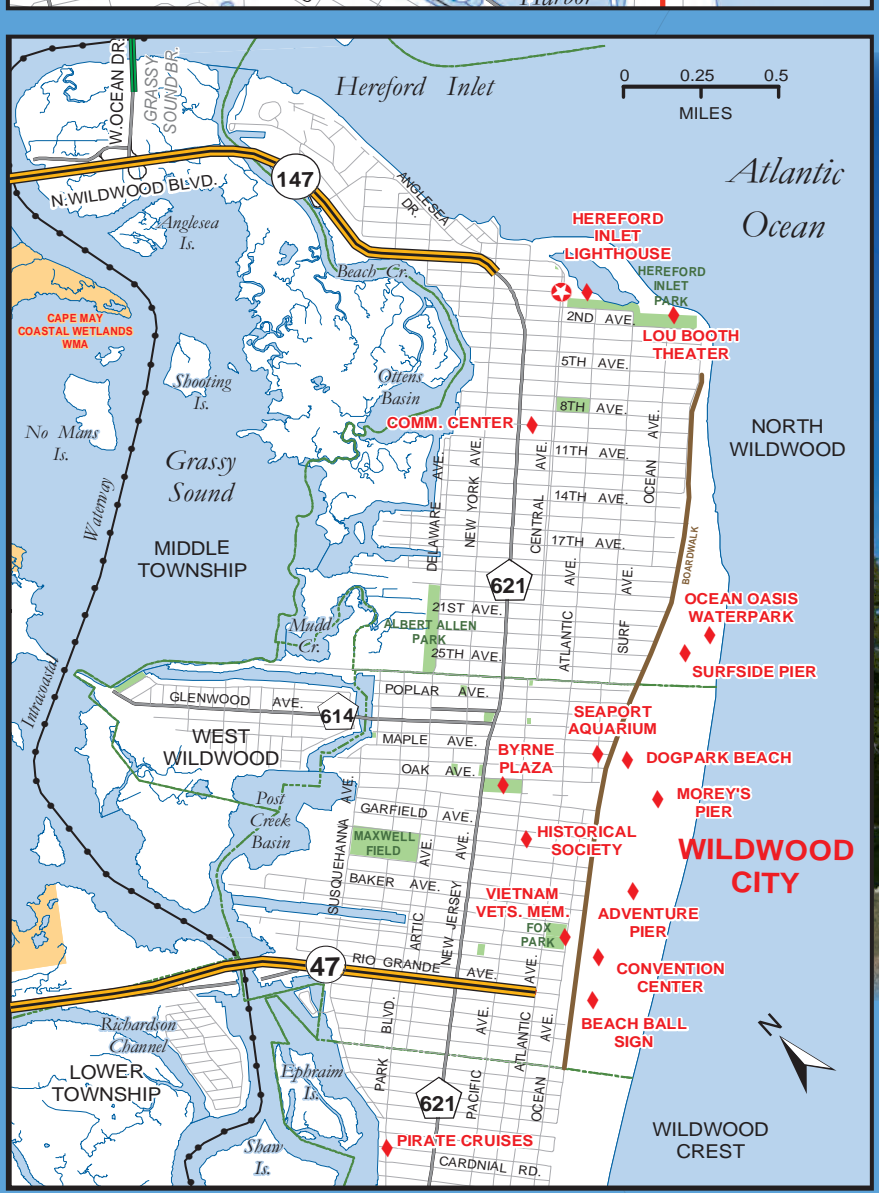 Harbor
W.OCEAN DR.
GRASSY
SOUND BR.
Hereford Inlet
0 0.25 0.5
MILES
Atlantic
Ocean
N.WILDWOOD BLVD.
147
ANGLESEA
DR.
Anglesea
Is.
Beach Cr.
HEREFORD
INLET
LIGHTHOUSE
HEREFORD
INLET
PARK
2ND AVE.
LOU BOOTH
THEATER
CAPE MAY
COASTAL WETLANDS
WMA
5TH AVE.
Shooting
Is.
Ottens
Basin
8TH AVE.
COMM. CENTER
NORTH
WILDWOOD
No Mans
Is.
11TH AVE.
Grassy
Sound
14TH AVE.
17TH AVE.
DELAWARE AVE.
NEW YORK AVE.
CENTRAL AVE.
OCEAN AVE.
ATLANTIC AVE.
SURF AVE.
BOARDWALK
Waterway
MIDDLE
TOWNSHIP
621
OCEAN OASIS
WATERPARK
21ST AVE.
Mudd
Cr.
ALBERT ALLEN
PARK
25TH AVE.
SURFSIDE PIER
Intracoastal
GLENWOOD AVE.
POPLAR AVE.
614
SEAPORT
AQUARIUM
WEST
WILDWOOD
MAPLE AVE.
BYRNE
PLAZA
DOGPARK BEACH
OAK AVE.
MOREY'S
PIER
Post
Creek
Basin
GARFIELD AVE.
HISTORICAL
SOCIETY
MAXWELL
FIELD
WILDWOOD
CITY
SUSQUEHANNA AVE.
BAKER AVE.
ARTIC AVE.
NEW JERSEY AVE.
VIETNAM
VETS. MEM.
FOX
PARK
ADVENTURE
PIER
47
RIO GRANDE AVE.
CONVENTION
CENTER
BEACH BALL
SIGN
Richardson
Channel
LOWER
TOWNSHIP
Ephraim
Is.
PARK BLVD.
PACIFIC AVE.
ATLANTIC AVE.
OCEAN AVE.
N
621
Shaw
Is.
PIRATE CRUISES
CARDNIAL RD.
WILDWOOD
CREST